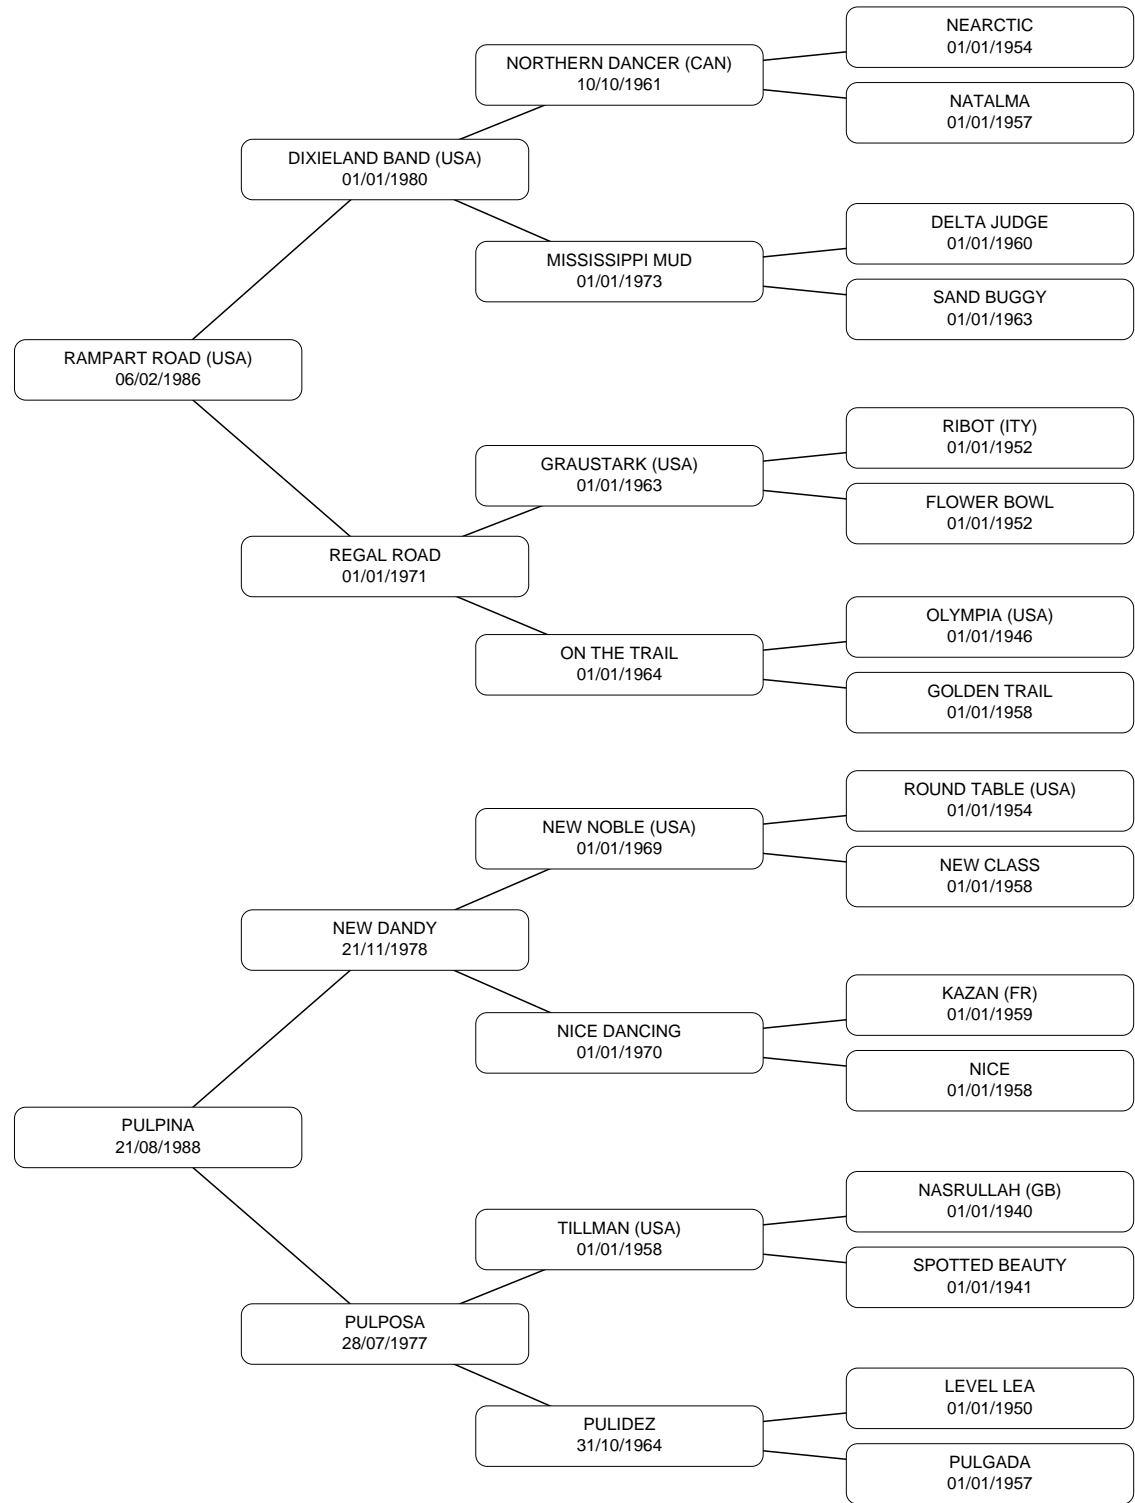 NEARCTIC
01/01/1954
NORTHERN DANCER (CAN)
10/10/1961
NATALMA
01/01/1957
DIXIELAND BAND (USA)
01/01/1980
DELTA JUDGE
01/01/1960
MISSISSIPPI MUD
01/01/1973
SAND BUGGY
01/01/1963
RAMPART ROAD (USA)
06/02/1986
RIBOT (ITY)
01/01/1952
GRAUSTARK (USA)
01/01/1963
FLOWER BOWL
01/01/1952
REGAL ROAD
01/01/1971
OLYMPIA (USA)
01/01/1946
ON THE TRAIL
01/01/1964
GOLDEN TRAIL
01/01/1958
ROUND TABLE (USA)
01/01/1954
NEW NOBLE (USA)
01/01/1969
NEW CLASS
01/01/1958
NEW DANDY
21/11/1978
KAZAN (FR)
01/01/1959
NICE DANCING
01/01/1970
NICE
01/01/1958
PULPINA
21/08/1988
NASRULLAH (GB)
01/01/1940
TILLMAN (USA)
01/01/1958
SPOTTED BEAUTY
01/01/1941
PULPOSA
28/07/1977
LEVEL LEA
01/01/1950
PULIDEZ
31/10/1964
PULGADA
01/01/1957